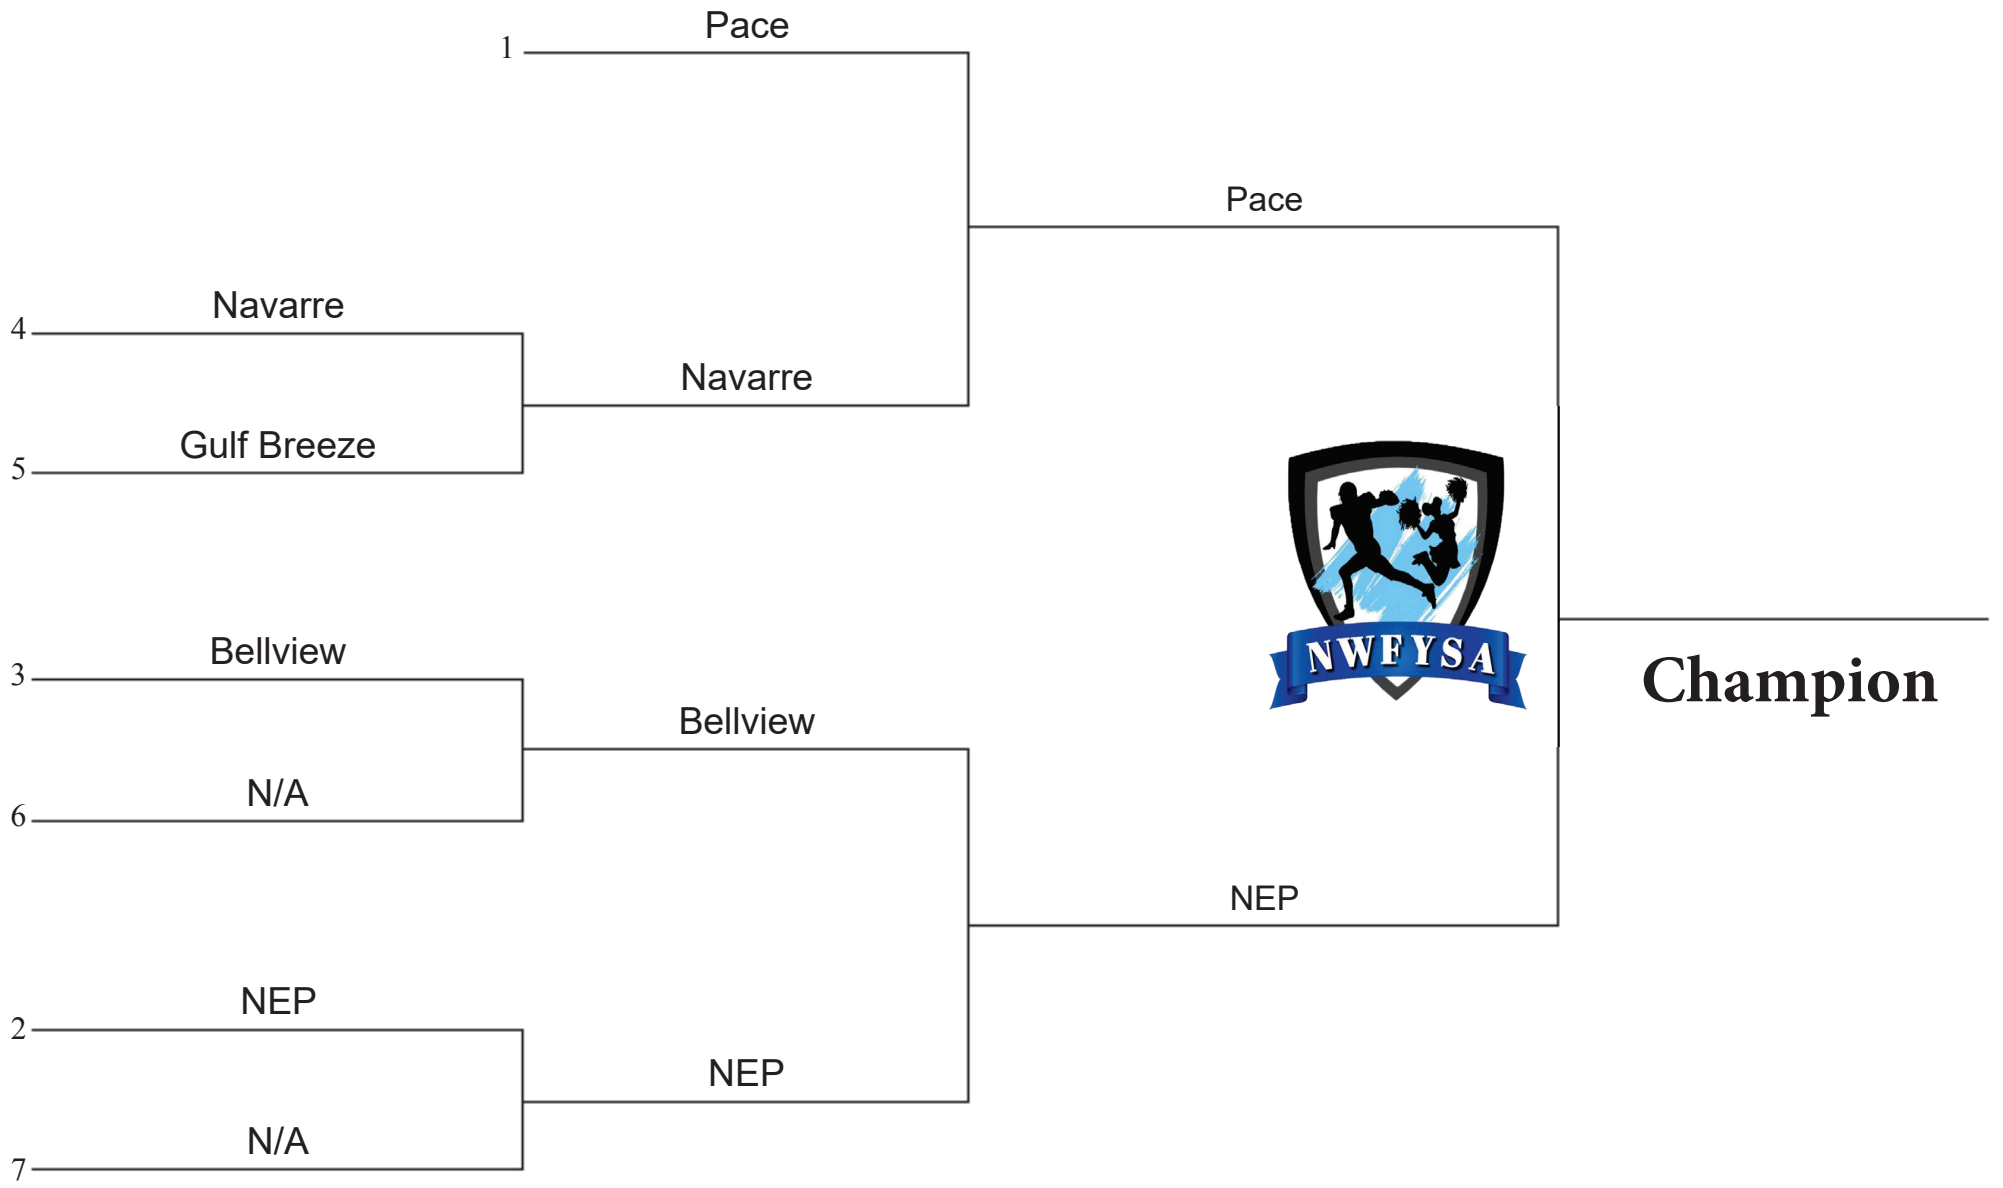 Pace
1
Pace
Navarre
4
Navarre
Gulf Breeze
5
NWFYSA
Champion
Bellview
3
Bellview
N/A
6
NEP
NEP
2
NEP
N/A
7